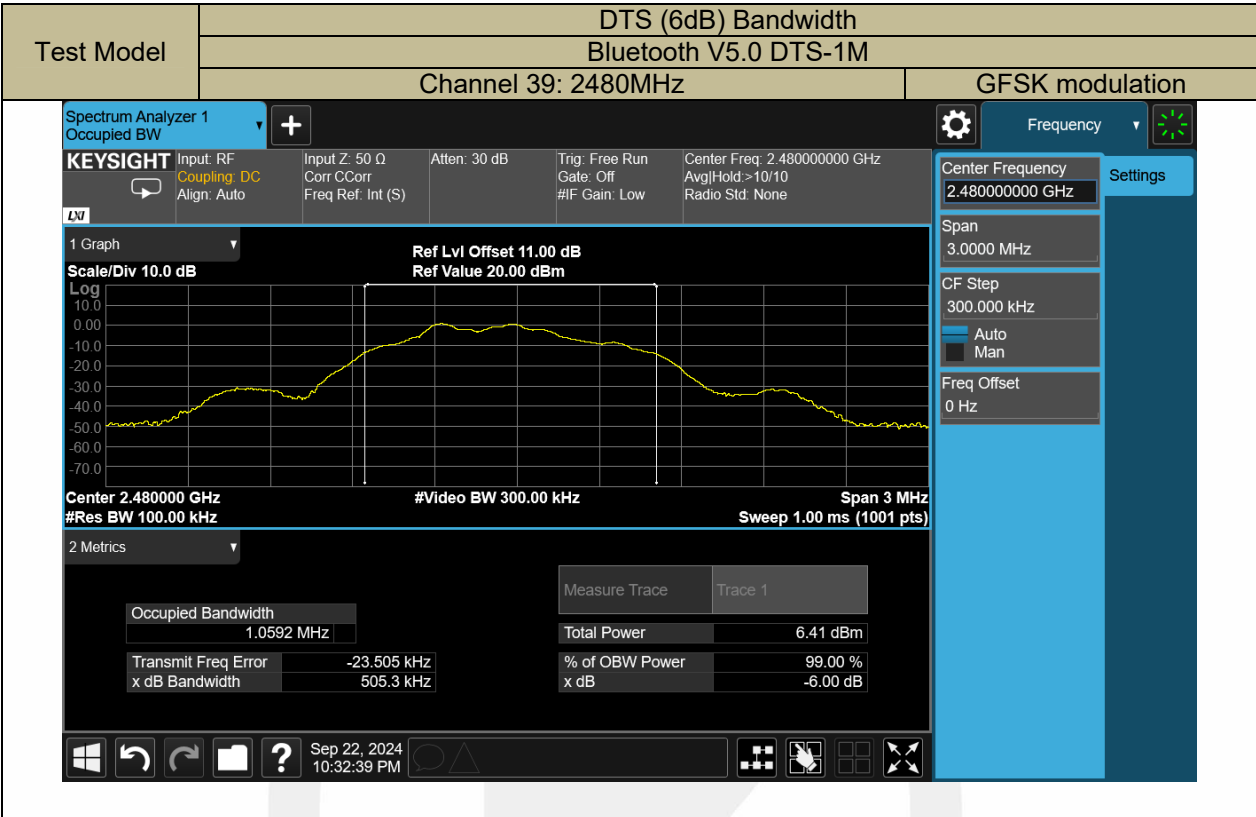 DTS (6dB) Bandwidth
Test Model
Bluetooth V5.0 DTS-1M
Channel 39: 2480MHz GFSK modulation
Spectrum Analyzer 1
Occupied BW
+
Frequency
KEYSIGHT Input: RF Input Z: 50 Ω Atten: 30 dB Trig: Free Run Center Freq: 2.480000000 GHz
Coupling: DC Corr CCorr Gate: Off Avg|Hold:>10/10
Align: Auto Freq Ref: Int (S) #IF Gain: Low Radio Std: None
LXI
Center Frequency
2.480000000 GHz
Settings
Span
3.0000 MHz
CF Step
300.000 kHz
Auto
Man
Freq Offset
0 Hz
1 Graph
Ref Lvl Offset 11.00 dB
Scale/Div 10.0 dB Ref Value 20.00 dBm
Log
10.0
0.00
-10.0
-20.0
-30.0
-40.0
-50.0
-60.0
-70.0
Center 2.480000 GHz #Video BW 300.00 kHz Span 3 MHz
#Res BW 100.00 kHz Sweep 1.00 ms (1001 pts)
2 Metrics
Measure Trace Trace 1
Occupied Bandwidth
1.0592 MHz Total Power 6.41 dBm
Transmit Freq Error -23.505 kHz % of OBW Power 99.00 %
x dB Bandwidth 505.3 kHz x dB -6.00 dB
? Sep 22, 2024
10:32:39 PM